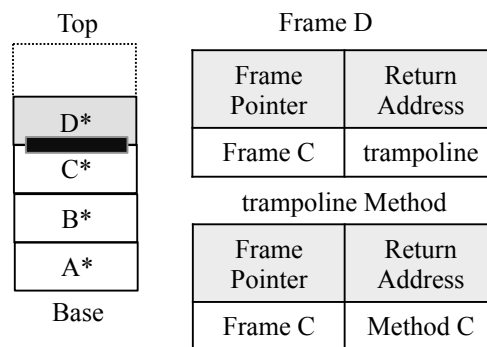 Top
D*
C*
B*
A*
Base
Frame D
Frame Pointer
Return Address
Frame C
trampoline
trampoline Method
Frame Pointer
Return Address
Frame C
Method C